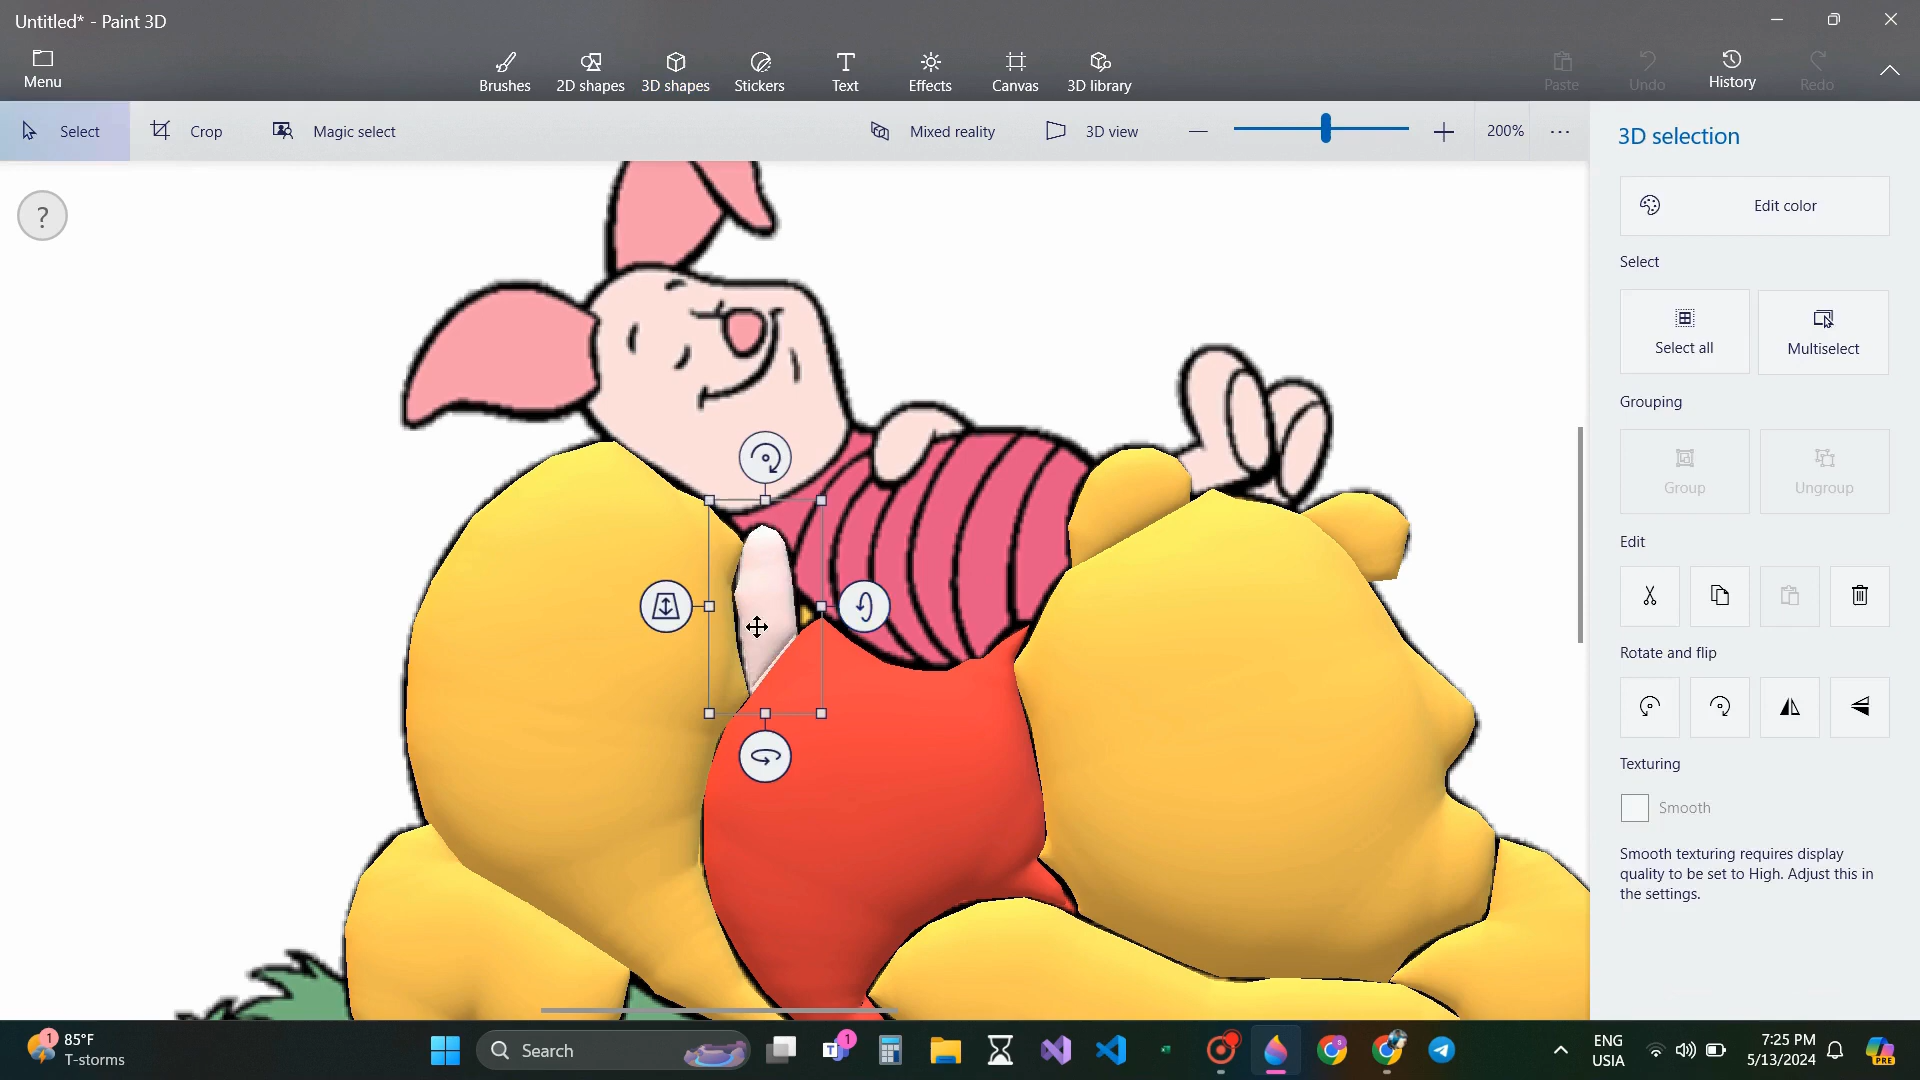 Untitled* - Paint 3D
Menu
Brushes
2D shapes
3D shapes
Stickers
Text
Effects
Canvas
3D library
Paste
Undo
History
Redo
Select
Crop
Magic select
Mixed reality
3D view
200%
?
3D selection
Edit color
Select
Select all
Multiselect
Grouping
Group
Ungroup
Edit
Rotate and flip
Texturing
Smooth
Smooth texturing requires display
quality to be set to High. Adjust this in
the settings.
1
85°F
T-storms
Search
1
ENG
USIA
7:25 PM
5/13/2024
PRE